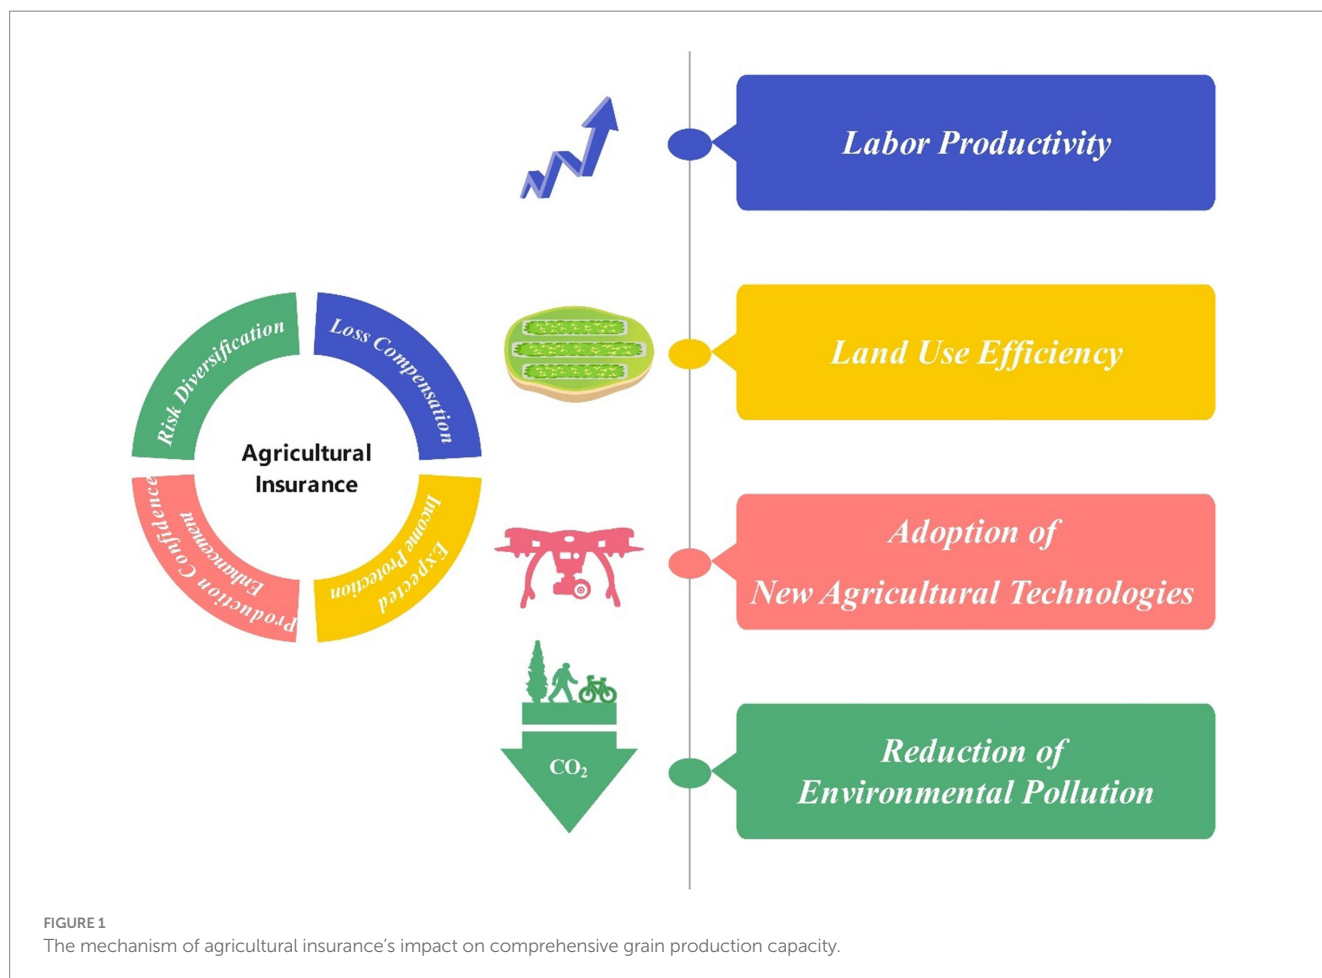 Risk Diversification
Loss Compensation
Agricultural
Insurance
Production Confidence
Enhancement
Expected
Income Protection
CO₂
Labor Productivity
Land Use Efficiency
Adoption of
New Agricultural Technologies
Reduction of
Environmental Pollution
FIGURE 1
The mechanism of agricultural insurance's impact on comprehensive grain production capacity.